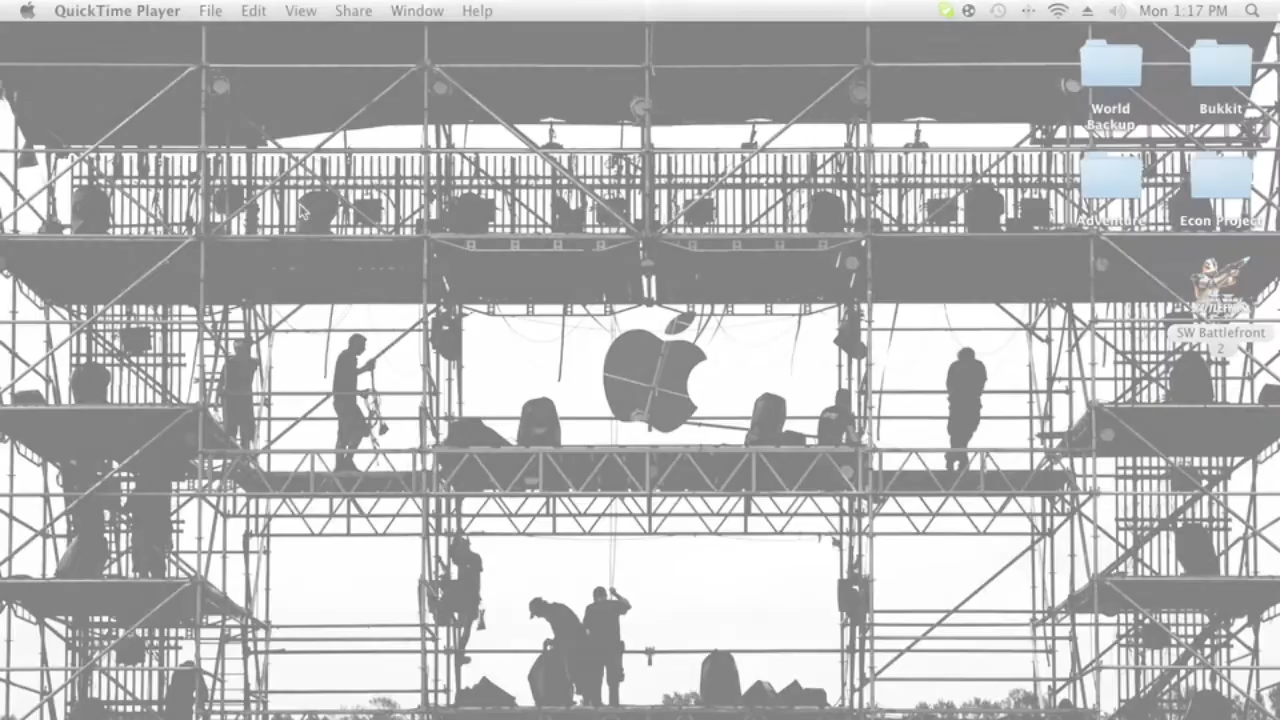 QuickTime Player File Edit View Share Window Help Mon 1:17 PM
World
Backup
Bukkit
Adventure
Econ Project
SW Battlefront
2